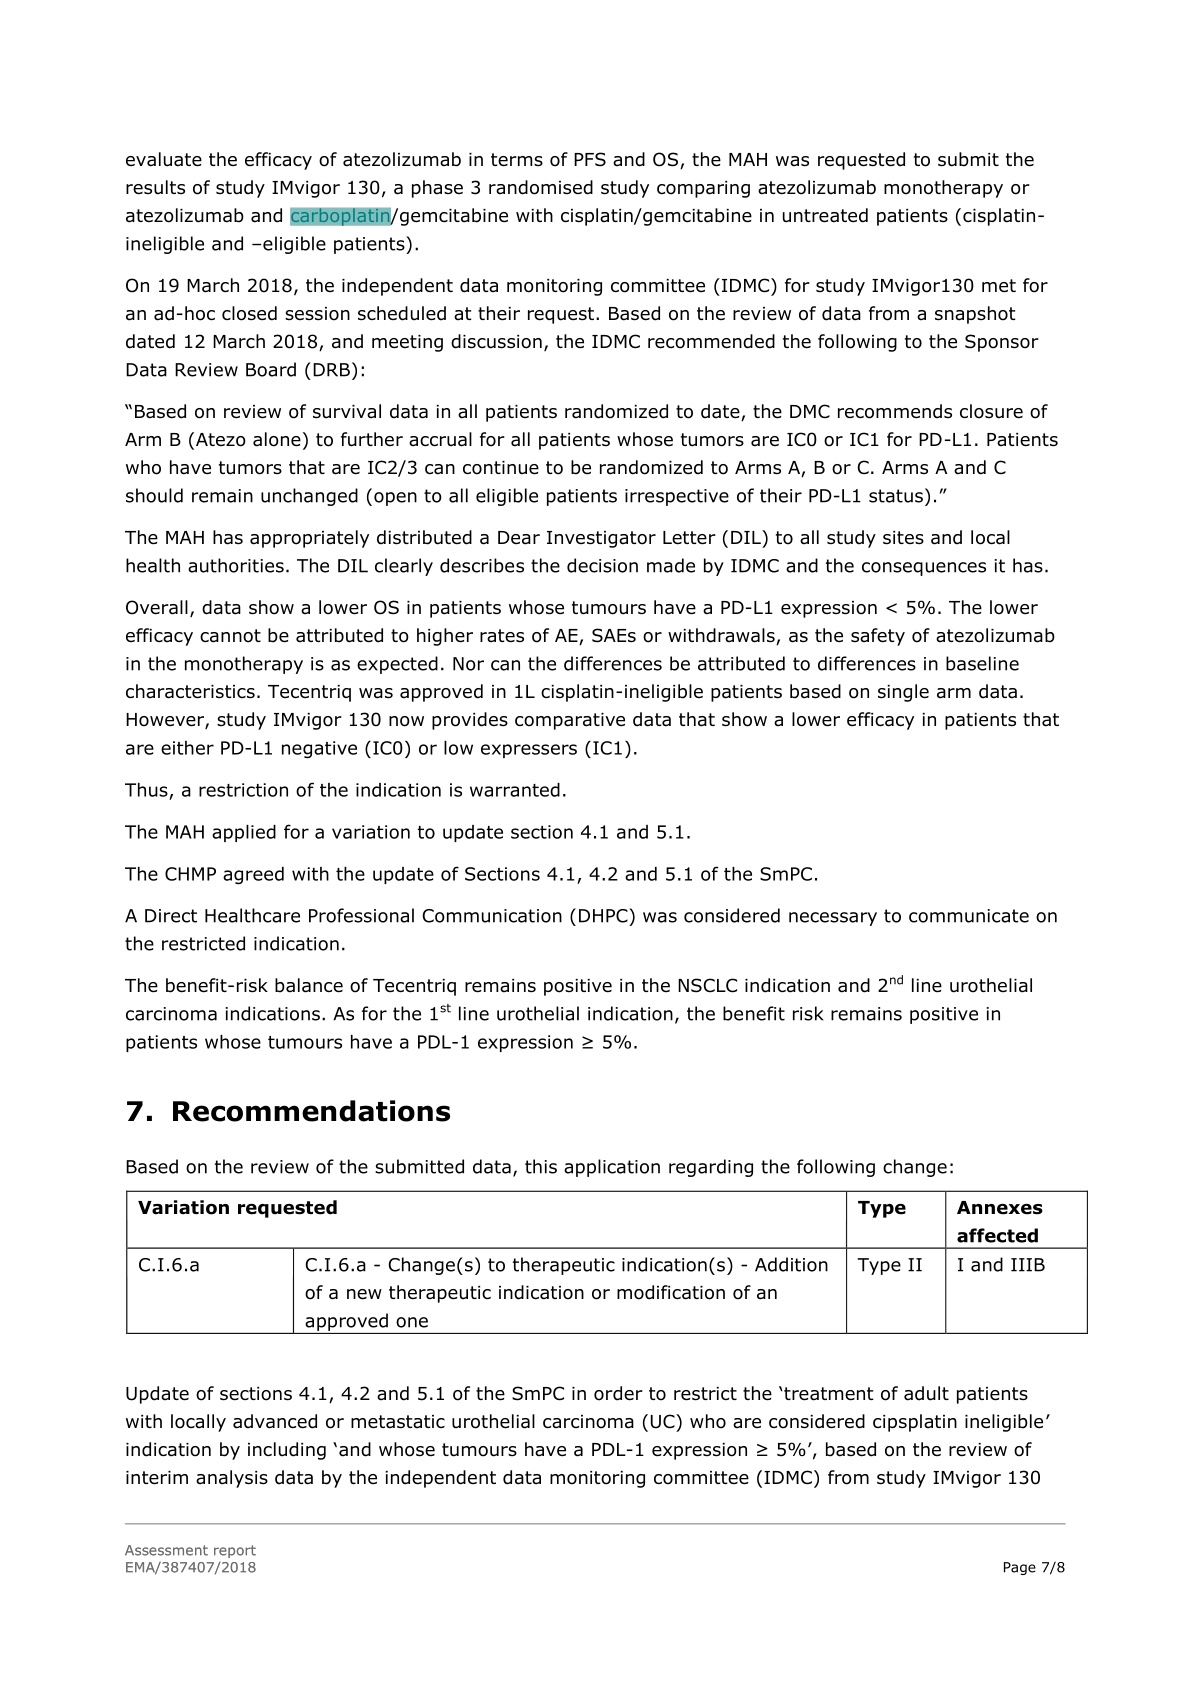 evaluate the efficacy of atezolizumab in terms of PFS and OS, the MAH was requested to submit the
results of study IMvigor 130, a phase 3 randomised study comparing atezolizumab monotherapy or
atezolizumab and carboplatin/gemcitabine with cisplatin/gemcitabine in untreated patients (cisplatin-
ineligible and –eligible patients).
On 19 March 2018, the independent data monitoring committee (IDMC) for study IMvigor130 met for
an ad-hoc closed session scheduled at their request. Based on the review of data from a snapshot
dated 12 March 2018, and meeting discussion, the IDMC recommended the following to the Sponsor
Data Review Board (DRB):
“Based on review of survival data in all patients randomized to date, the DMC recommends closure of
Arm B (Atezo alone) to further accrual for all patients whose tumors are IC0 or IC1 for PD-L1. Patients
who have tumors that are IC2/3 can continue to be randomized to Arms A, B or C. Arms A and C
should remain unchanged (open to all eligible patients irrespective of their PD-L1 status).”
The MAH has appropriately distributed a Dear Investigator Letter (DIL) to all study sites and local
health authorities. The DIL clearly describes the decision made by IDMC and the consequences it has.
Overall, data show a lower OS in patients whose tumours have a PD-L1 expression < 5%. The lower
efficacy cannot be attributed to higher rates of AE, SAEs or withdrawals, as the safety of atezolizumab
in the monotherapy is as expected. Nor can the differences be attributed to differences in baseline
characteristics. Tecentriq was approved in 1L cisplatin-ineligible patients based on single arm data.
However, study IMvigor 130 now provides comparative data that show a lower efficacy in patients that
are either PD-L1 negative (IC0) or low expressers (IC1).
Thus, a restriction of the indication is warranted.
The MAH applied for a variation to update section 4.1 and 5.1.
The CHMP agreed with the update of Sections 4.1, 4.2 and 5.1 of the SmPC.
A Direct Healthcare Professional Communication (DHPC) was considered necessary to communicate on
the restricted indication.
The benefit-risk balance of Tecentriq remains positive in the NSCLC indication and 2nd line urothelial
carcinoma indications. As for the 1st line urothelial indication, the benefit risk remains positive in
patients whose tumours have a PDL-1 expression ≥ 5%.
7. Recommendations
Based on the review of the submitted data, this application regarding the following change:
Variation requested Type Annexes
affected
C.I.6.a C.I.6.a - Change(s) to therapeutic indication(s) - Addition Type II I and IIIB
of a new therapeutic indication or modification of an
approved one
Update of sections 4.1, 4.2 and 5.1 of the SmPC in order to restrict the ‘treatment of adult patients
with locally advanced or metastatic urothelial carcinoma (UC) who are considered cipsplatin ineligible’
indication by including ‘and whose tumours have a PDL-1 expression ≥ 5%’, based on the review of
interim analysis data by the independent data monitoring committee (IDMC) from study IMvigor 130
Assessment report
EMA/387407/2018 Page 7/8